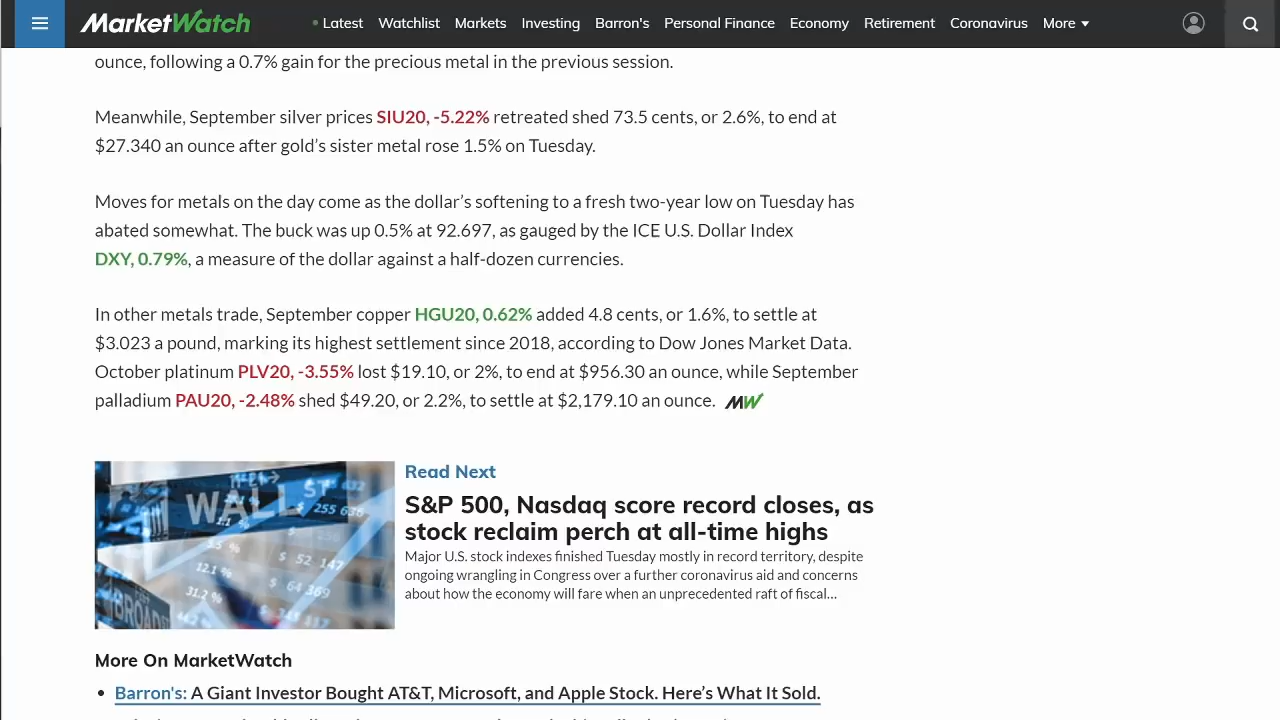 MarketWatch
Latest Watchlist Markets Investing Barron's Personal Finance Economy Retirement Coronavirus More
ounce, following a 0.7% gain for the precious metal in the previous session.
Meanwhile, September silver prices SIU20, -5.22% retreated shed 73.5 cents, or 2.6%, to end at
$27.340 an ounce after gold’s sister metal rose 1.5% on Tuesday.
Moves for metals on the day come as the dollar’s softening to a fresh two-year low on Tuesday has
abated somewhat. The buck was up 0.5% at 92.697, as gauged by the ICE U.S. Dollar Index
DXY, 0.79%, a measure of the dollar against a half-dozen currencies.
In other metals trade, September copper HGU20, 0.62% added 4.8 cents, or 1.6%, to settle at
$3.023 a pound, marking its highest settlement since 2018, according to Dow Jones Market Data.
October platinum PLV20, -3.55% lost $19.10, or 2%, to end at $956.30 an ounce, while September
palladium PAU20, -2.48% shed $49.20, or 2.2%, to settle at $2,179.10 an ounce. MW
WALL ST
255
$ 52 147
12.1 %
$ 64 369
31.2 %
BROAD
Read Next
S&P 500, Nasdaq score record closes, as
stock reclaim perch at all-time highs
Major U.S. stock indexes finished Tuesday mostly in record territory, despite
ongoing wrangling in Congress over a further coronavirus aid and concerns
about how the economy will fare when an unprecedented raft of fiscal...
More On MarketWatch
• Barron's: A Giant Investor Bought AT&T, Microsoft, and Apple Stock. Here’s What It Sold.